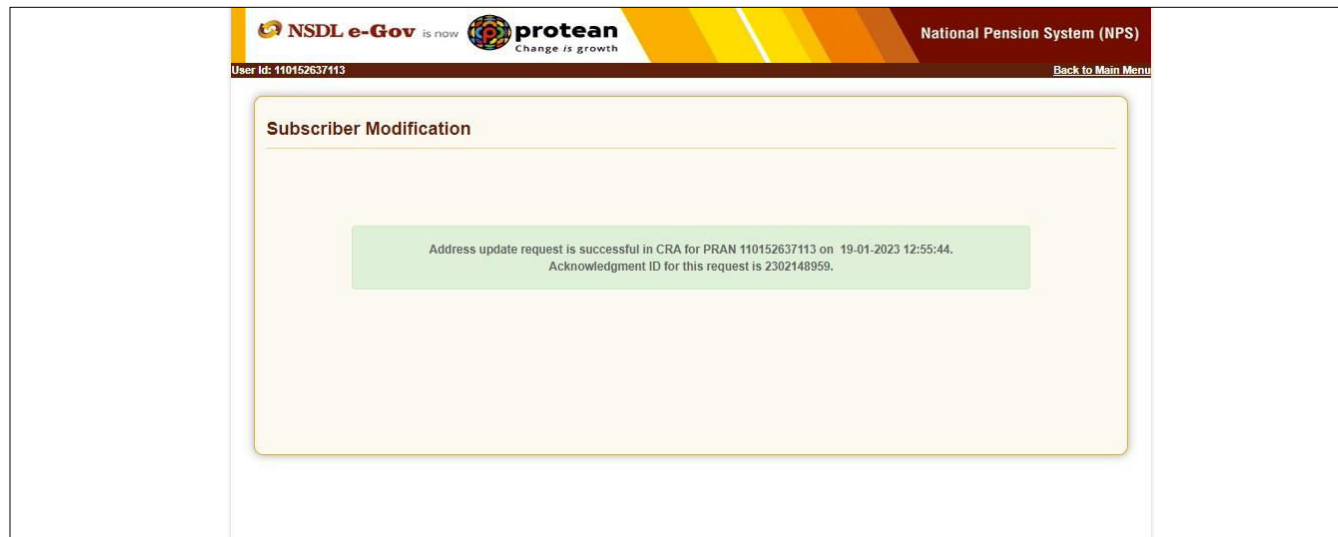 NSDL e-Gov is now protean
Change is growth
National Pension System (NPS)
User Id: 110152637113
Back to Main Menu
Subscriber Modification
Address update request is successful in CRA for PRAN 110152637113 on 19-01-2023 12:55:44.
Acknowledgment ID for this request is 2302148959.